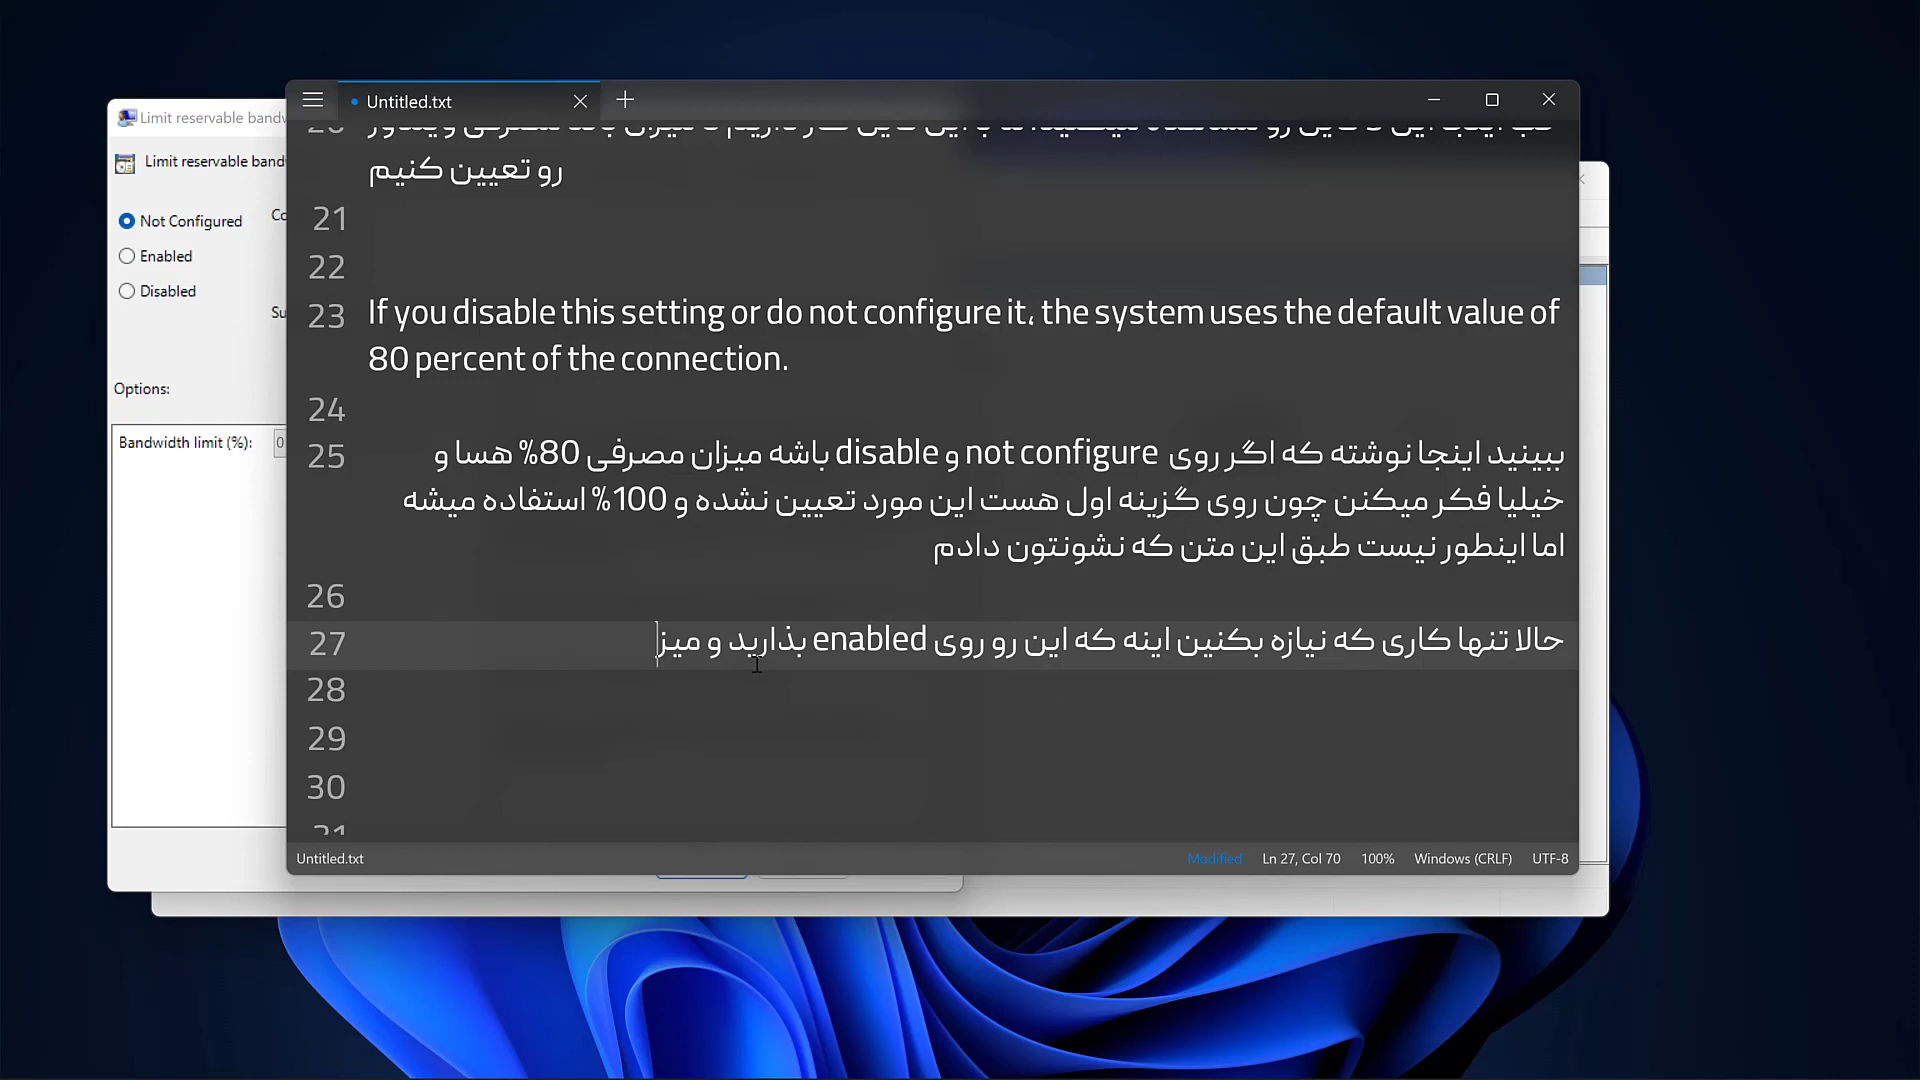 Untitled.txt
Limit reservable bandw
Limit reservable band
Not Configured
Co
Enabled
Disabled
Su
Options:
Bandwidth limit (%):
0
رو تعیین کنیم
21
22
23
If you disable this setting or do not configure it، the system uses the default value of
80 percent of the connection.
24
25
ببینید اینجا نوشته که اگر روی not configure و disable باشه میزان مصرفی 80% هسا و
خیلیا فکر میکنن چون روی گزینه اول هست این مورد تعیین نشده و 100% استفاده میشه
اما اینطور نیست طبق این متن که نشونتون دادم
26
27
حالا تنها کاری که نیازه بکنین اینه که این رو روی enabled بذارید و میز
28
29
30
31
Untitled.txt
Modified
Ln 27, Col 70
100%
Windows (CRLF)
UTF-8